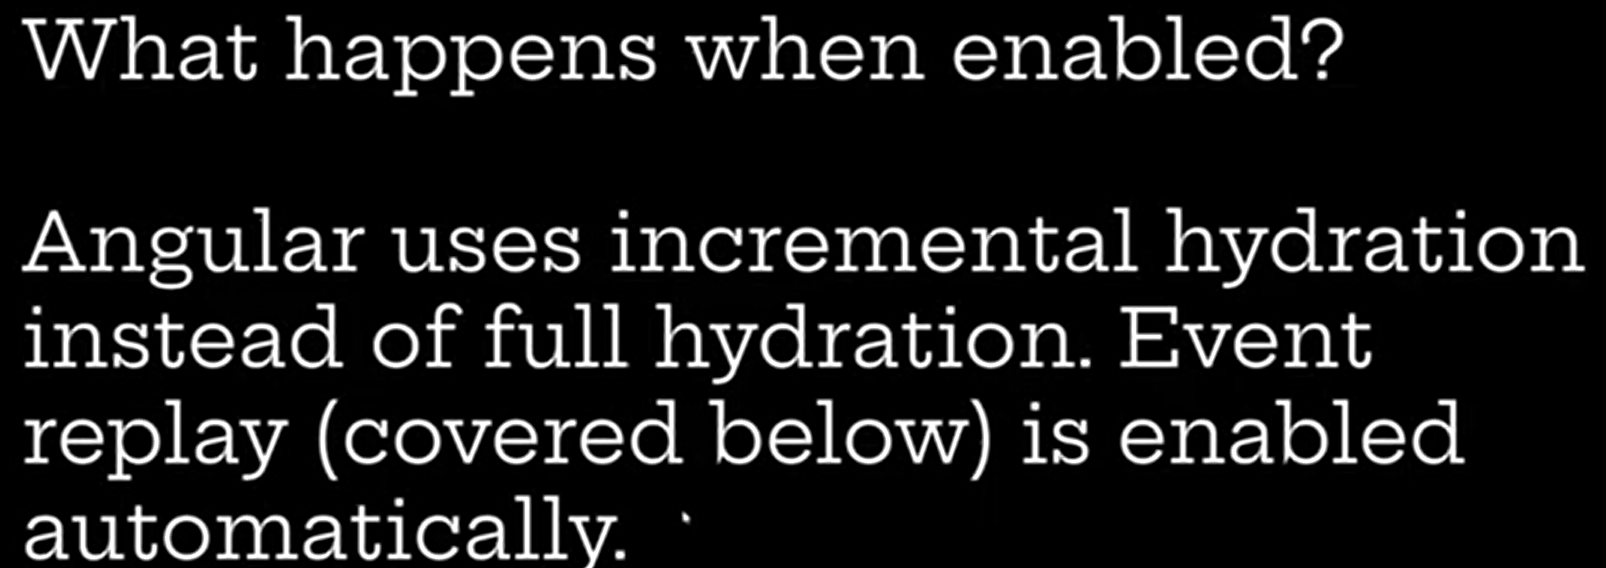 What happens when enabled?
Angular uses incremental hydration
instead of full hydration. Event
replay (covered below) is enabled
automatically.